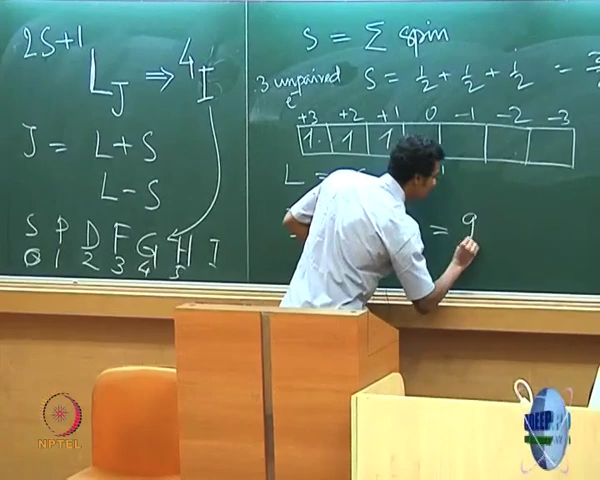 2S+1
L_J ⇒ 4I
J = L + S
L - S
S P D F G H I
0 1 2 3 4 5
S = Σ spin
3 unpaired e⁻ S = 1/2 + 1/2 + 1/2 =
+3 +2 +1 0 -1 -2 -3
1 1 1
L =
= 9
NPTEL